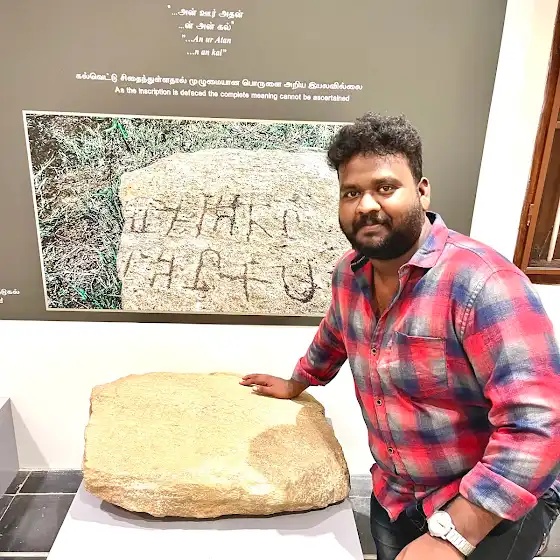 "...அன் ஊர் அதன்
...ன் அன் கல்"
"...An ur Atan
...n an kal"
கல்வெட்டு சிதைந்துள்ளதால் முழுமையான பொருளை அறிய இயலவில்லை
As the inscription is defaced the complete meaning cannot be ascertained